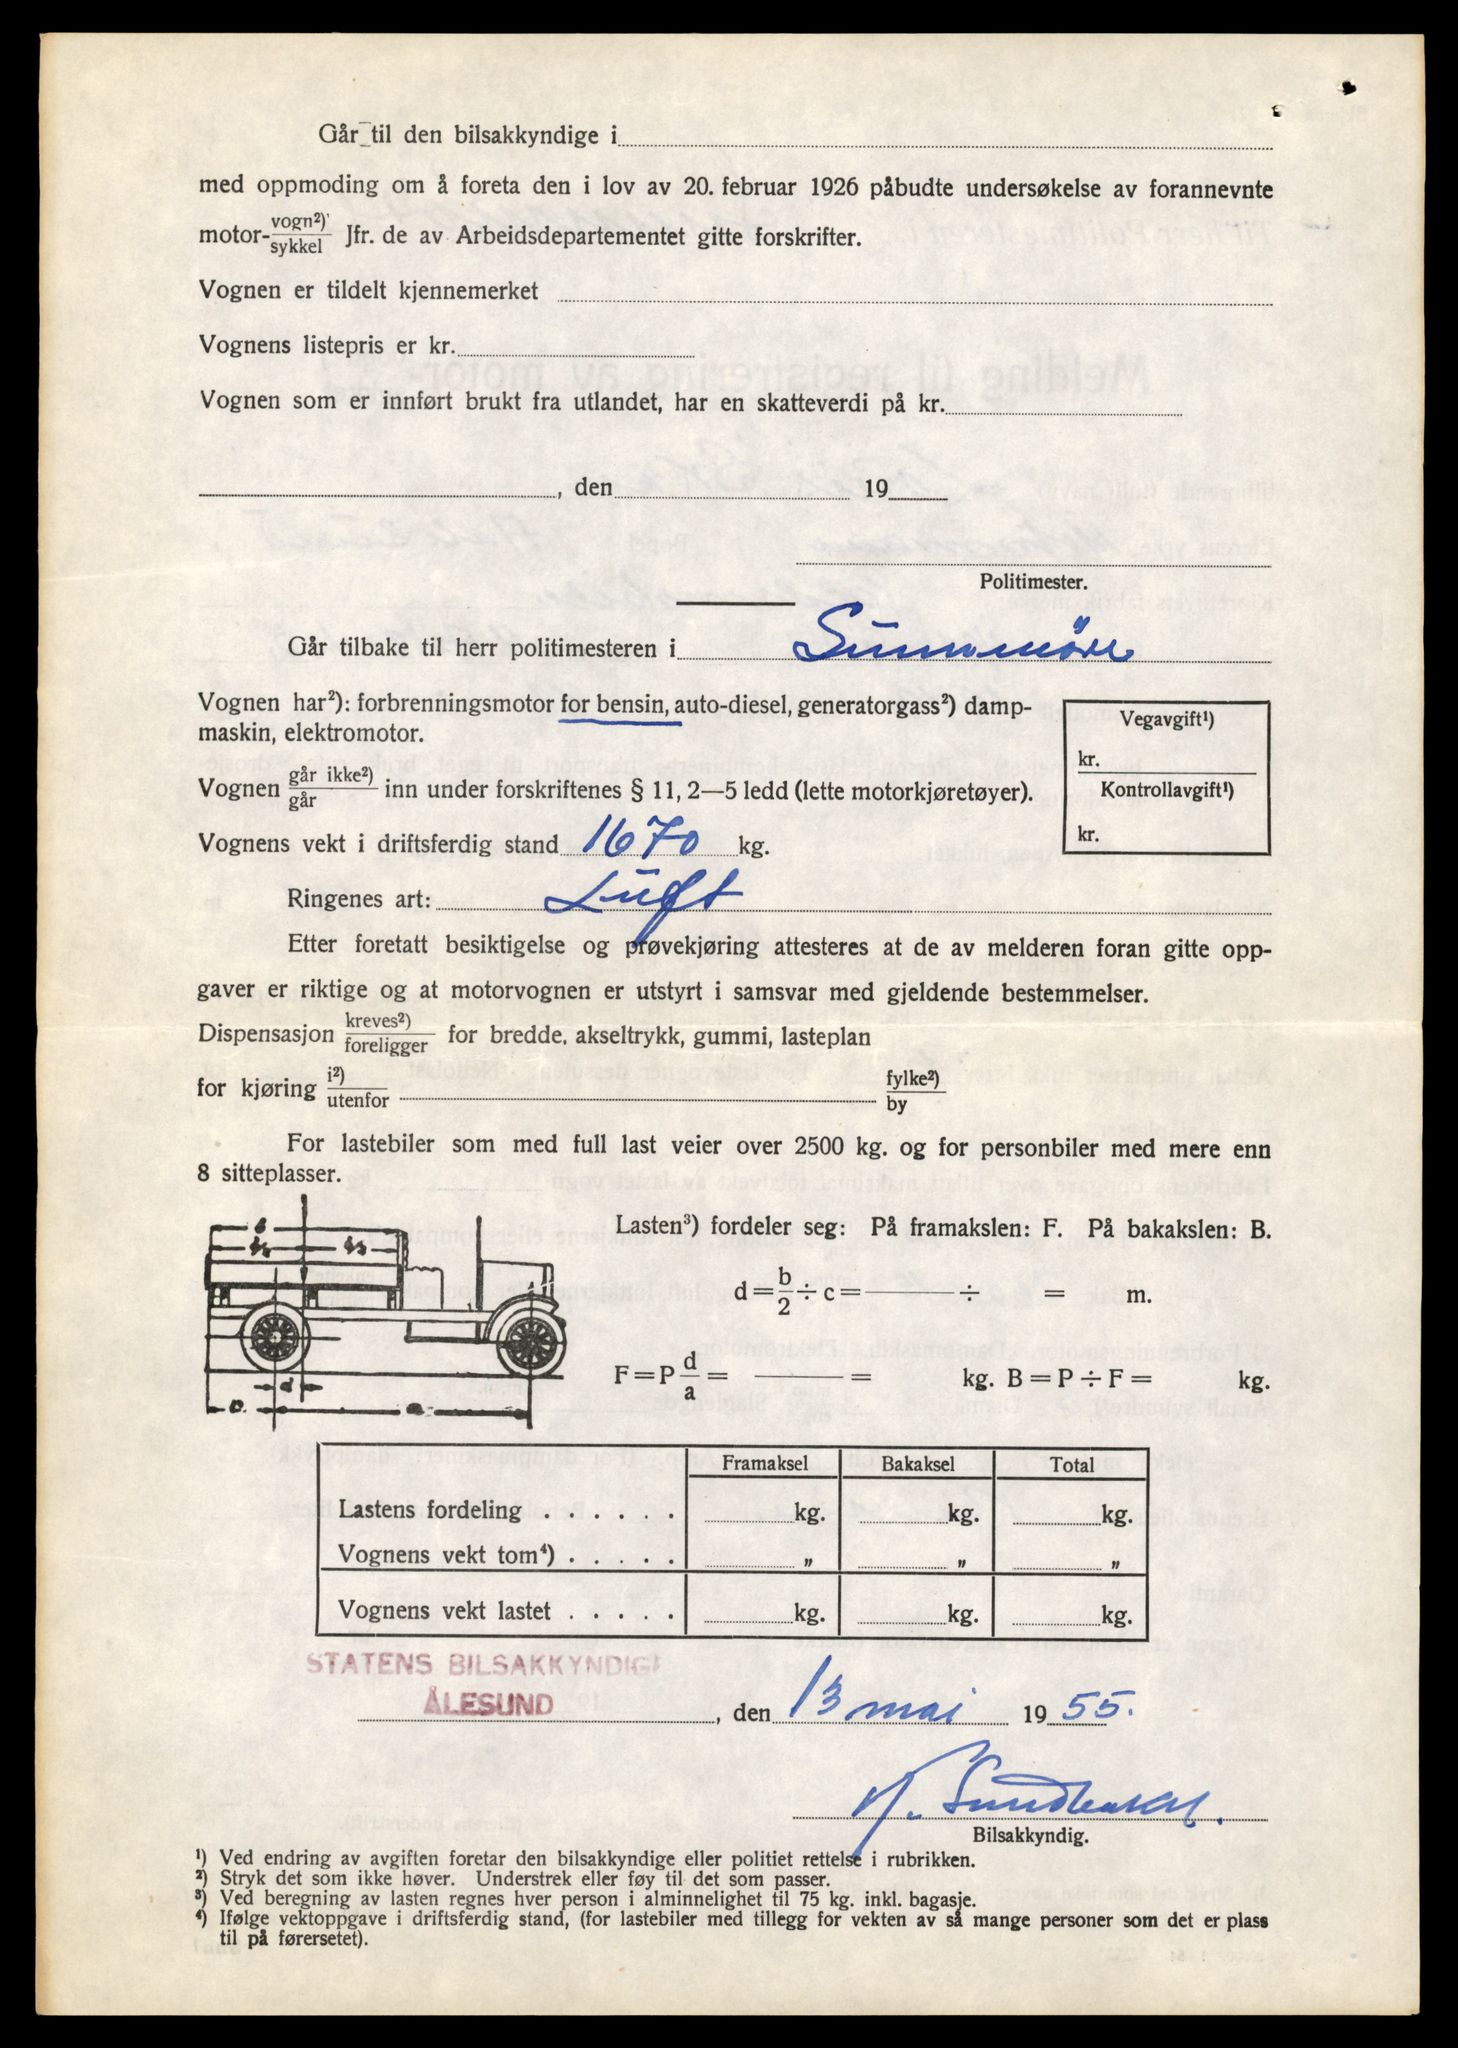 Går til den bilsakkyndige i
med oppmoding om å foreta den i lov av 20. februar 1926 påbudte undersøkelse av forannevnte
motor-vogn²)/sykkel Jfr. de av Arbeidsdepartementet gitte forskrifter.
Vognen er tildelt kjennemerket
Vognens listepris er kr.
Vognen som er innført brukt fra utlandet, har en skatteverdi på kr.
, den 19
Politimester.
Går tilbake til herr politimesteren i Sunnmöre
Vognen har²): forbrenningsmotor for bensin, auto-diesel, generatorgass²) damp-
maskin, elektromotor.
Vegavgift¹)
kr.
Kontrollavgift¹)
kr.
Vognen går ikke²)/går inn under forskriftenes § 11, 2—5 ledd (lette motorkjøretøyer).
Vognens vekt i driftsferdig stand 1670 kg.
Ringenes art: Luft
Etter foretatt besiktigelse og prøvekjøring attesteres at de av melderen foran gitte opp-
gaver er riktige og at motorvognen er utstyrt i samsvar med gjeldende bestemmelser.
Dispensasjon kreves²)/foreligger for bredde, akseltrykk, gummi, lasteplan
for kjøring i²)/utenfor fylke²)/by
For lastebiler som med full last veier over 2500 kg. og for personbiler med mere enn
8 sitteplasser.
Lasten³) fordeler seg: På framakslen: F. På bakakslen: B.
d = b/2 ÷ c = ——— ÷ = m.
F = P d/a = ——— = kg. B = P ÷ F = kg.
b
b/2 b/2
d
c a
Framaksel Bakaksel Total
Lastens fordeling . . . . . . kg. kg. kg.
Vognens vekt tom⁴) . . . . . „ „ „
Vognens vekt lastet . . . . . kg. kg. kg.
STATENS BILSAKKYNDIGE
ÅLESUND, den 13 mai 1955.
Bilsakkyndig.
¹) Ved endring av avgiften foretar den bilsakkyndige eller politiet rettelse i rubrikken.
²) Stryk det som ikke høver. Understrek eller føy til det som passer.
³) Ved beregning av lasten regnes hver person i alminnelighet til 75 kg. inkl. bagasje.
⁴) Ifølge vektoppgave i driftsferdig stand, (for lastebiler med tillegg for vekten av så mange personer som det er plass
til på førersetet).